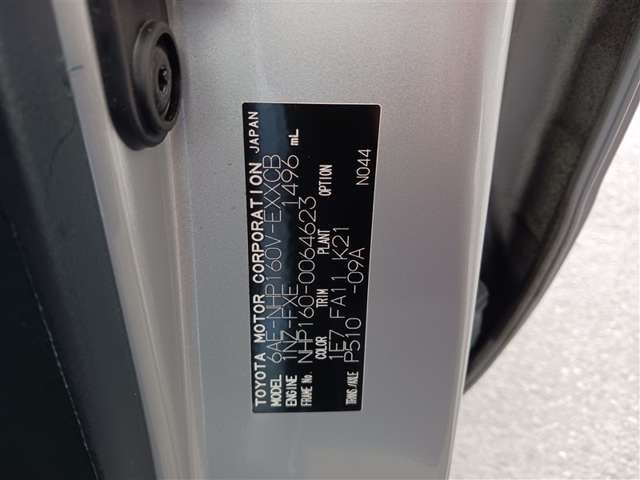 TOYOTA MOTOR CORPORATION JAPAN
MODEL 6AE-NHP160V-EXXCB
ENGINE 1NZ-FXE 1496 mL
FRAME No. NHP160-0064623
COLOR TRIM PLANT OPTION
1E7 FA11 K21
TRANS/AXLE P510 -09A N044